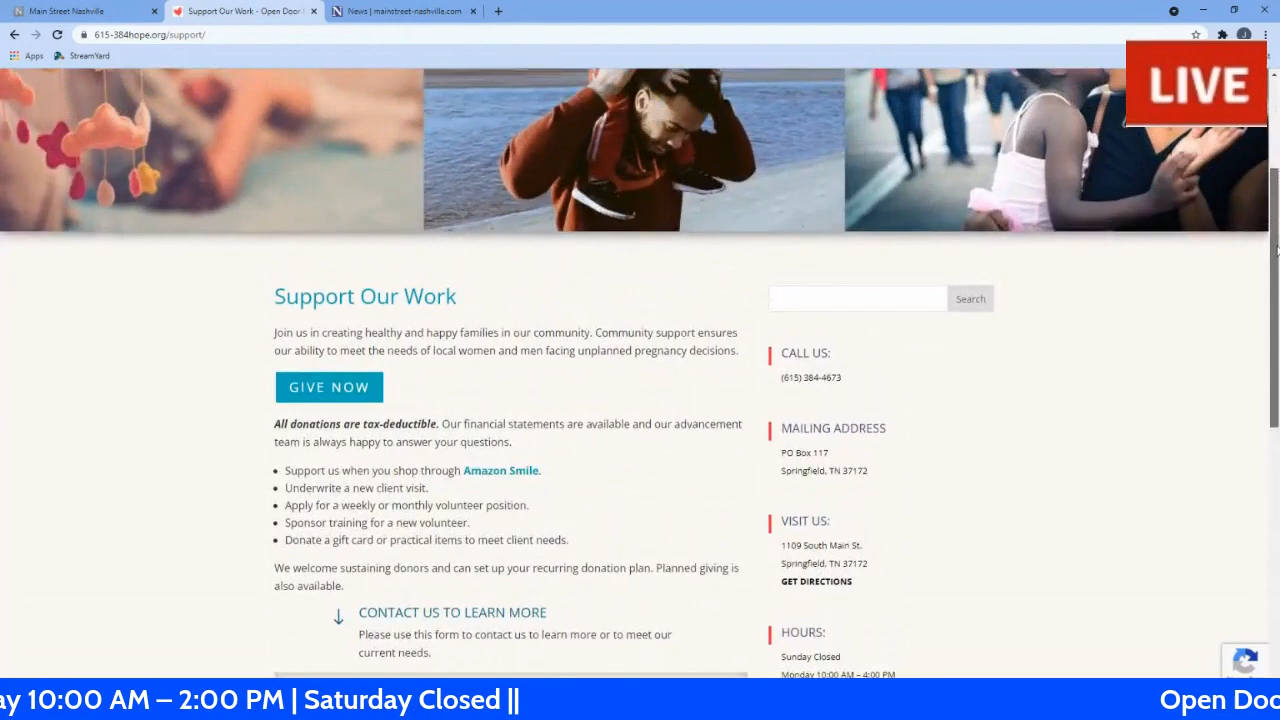 Main Street Nashville
Support Our Work - Open Door
News | mainstreet-nashville.com
615-384hope.org/support/
Apps
StreamYard
LIVE
Support Our Work
Join us in creating healthy and happy families in our community. Community support ensures
our ability to meet the needs of local women and men facing unplanned pregnancy decisions.
GIVE NOW
All donations are tax-deductible. Our financial statements are available and our advancement
team is always happy to answer your questions.
Support us when you shop through Amazon Smile.
Underwrite a new client visit.
Apply for a weekly or monthly volunteer position.
Sponsor training for a new volunteer.
Donate a gift card or practical items to meet client needs.
We welcome sustaining donors and can set up your recurring donation plan. Planned giving is
also available.
CONTACT US TO LEARN MORE
Please use this form to contact us to learn more or to meet our
current needs.
Search
CALL US:
(615) 384-4673
MAILING ADDRESS
PO Box 117
Springfield, TN 37172
VISIT US:
1109 South Main St.
Springfield, TN 37172
GET DIRECTIONS
HOURS:
Sunday Closed
Monday 10:00 AM – 4:00 PM
ay 10:00 AM – 2:00 PM | Saturday Closed ||
Open Doo